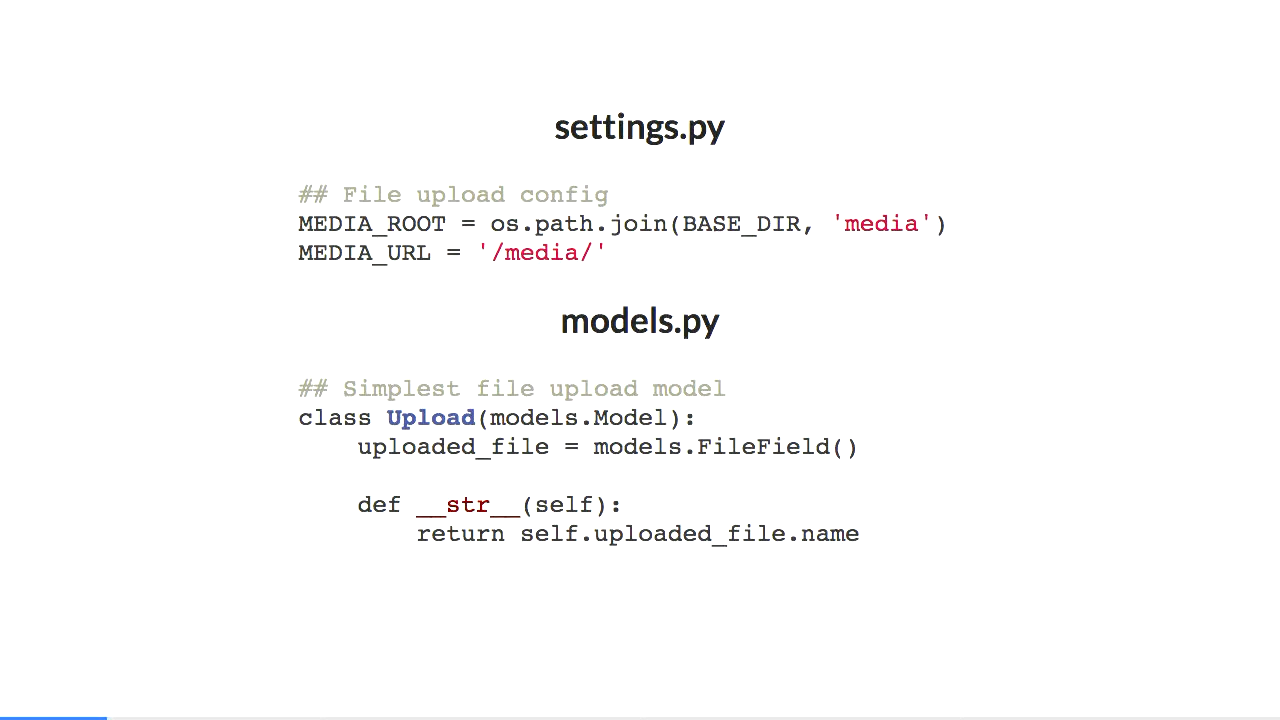 settings.py
## File upload config
MEDIA_ROOT = os.path.join(BASE_DIR, 'media')
MEDIA_URL = '/media/'
models.py
## Simplest file upload model
class Upload(models.Model):
    uploaded_file = models.FileField()
    def __str__(self):
        return self.uploaded_file.name